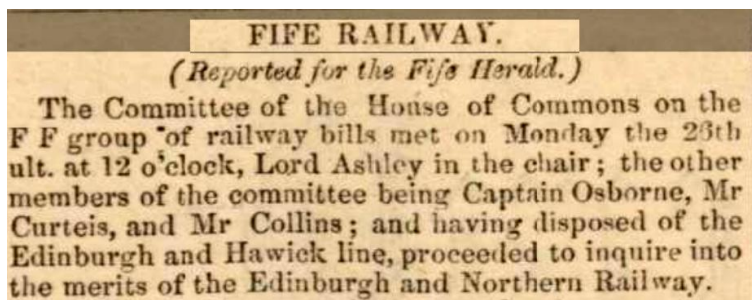 FIFE RAILWAY.
(Reported for the Fife Herald.)
The Committee of the House of Commons on the
F F group of railway bills met on Monday the 26th
ult. at 12 o'clock, Lord Ashley in the chair; the other
members of the committee being Captain Osborne, Mr
Curteis, and Mr Collins; and having disposed of the
Edinburgh and Hawick line, proceeded to inquire into
the merits of the Edinburgh and Northern Railway.